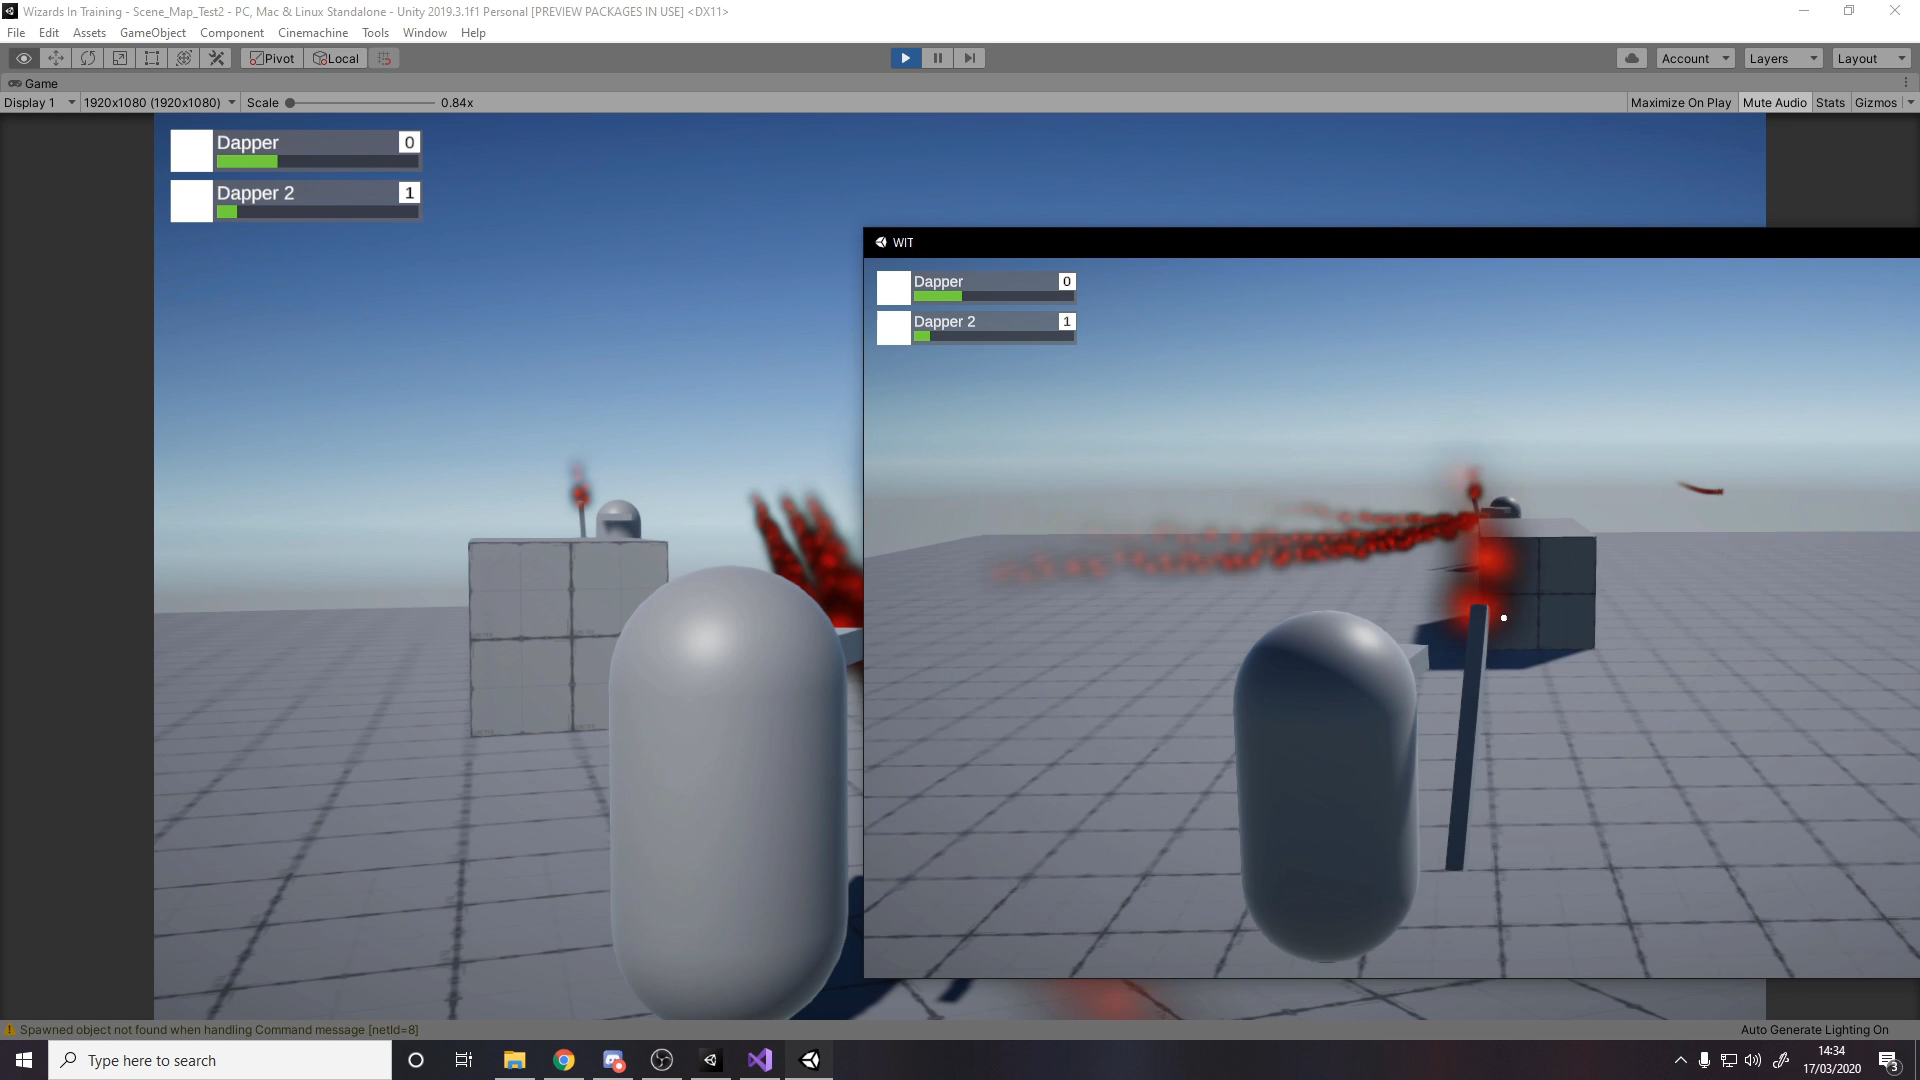 Wizards In Training - Scene_Map_Test2 - PC, Mac & Linux Standalone - Unity 2019.3.1f1 Personal [PREVIEW PACKAGES IN USE] <DX11>
File Edit Assets GameObject Component Cinemachine Tools Window Help
Pivot Local Account Layers Layout
Game
Display 1 1920x1080 (1920x1080) Scale 0.84x Maximize On Play Mute Audio Stats Gizmos
Dapper 0
Dapper 2 1
WIT
Dapper 0
Dapper 2 1
Spawned object not found when handling Command message [netId=8] Auto Generate Lighting On
Type here to search
14:34
17/03/2020
3